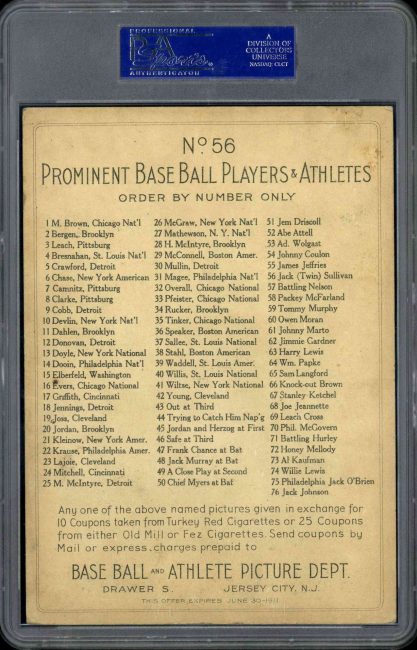 PROFESSIONAL
PSA
Sports
AUTHENTICATOR
A
DIVISION OF
COLLECTORS
UNIVERSE
NASDAQ: CLCT
No 56
PROMINENT BASE BALL PLAYERS & ATHLETES
ORDER BY NUMBER ONLY
1 M. Brown, Chicago Nat'l
2 Bergen, Brooklyn
3 Leach, Pittsburg
4 Bresnahan, St. Louis Nat'l
5 Crawford, Detroit
6 Chase, New York American
7 Camnitz, Pittsburg
8 Clarke, Pittsburg
9 Cobb, Detroit
10 Devlin, New York Nat'l
11 Dahlen, Brooklyn
12 Donovan, Detroit
13 Doyle, New York National
14 Dooin, Philadelphia Nat'l
15 Elberfeld, Washington
16 Evers, Chicago National
17 Griffith, Cincinnati
18 Jennings, Detroit
19 Joss, Cleveland
20 Jordan, Brooklyn
21 Kleinow, New York Amer.
22 Krause, Philadelphia Amer.
23 Lajoie, Cleveland
24 Mitchell, Cincinnati
25 M. McIntyre, Detroit
26 McGraw, New York Nat'l
27 Mathewson, N. Y. Nat'l
28 H. McIntyre, Brooklyn
29 McConnell, Boston Amer.
30 Mullin, Detroit
31 Magee, Philadelphia Nat'l
32 Overall, Chicago National
33 Pfeister, Chicago National
34 Rucker, Brooklyn
35 Tinker, Chicago National
36 Speaker, Boston American
37 Sallee, St. Louis National
38 Stahl, Boston American
39 Waddell, St. Louis Amer.
40 Willis, St. Louis National
41 Wiltse, New York National
42 Young, Cleveland
43 Out at Third
44 Trying to Catch Him Nap'g
45 Jordan and Herzog at First
46 Safe at Third
47 Frank Chance at Bat
48 Jack Murray at Bat
49 A Close Play at Second
50 Chief Myers at Bat
51 Jem Driscoll
52 Abe Attell
53 Ad. Wolgast
54 Johnny Coulon
55 James Jeffries
56 Jack (Twin) Sullivan
57 Battling Nelson
58 Packey McFarland
59 Tommy Murphy
60 Owen Moran
61 Johnny Marto
62 Jimmie Gardner
63 Harry Lewis
64 Wm. Papke
65 Sam Langford
66 Knock-out Brown
67 Stanley Ketchel
68 Joe Jeannette
69 Leach Cross
70 Phil. McGovern
71 Battling Hurley
72 Honey Mellody
73 Al Kaufman
74 Willie Lewis
75 Philadelphia Jack O'Brien
76 Jack Johnson
Any one of the above named pictures given in exchange for
10 Coupons taken from Turkey Red Cigarettes or 25 Coupons
from either Old Mill or Fez Cigarettes. Send coupons by
Mail or express, charges prepaid to
BASE BALL AND ATHLETE PICTURE DEPT.
DRAWER S. JERSEY CITY, N.J.
THIS OFFER EXPIRES JUNE 30-1911.